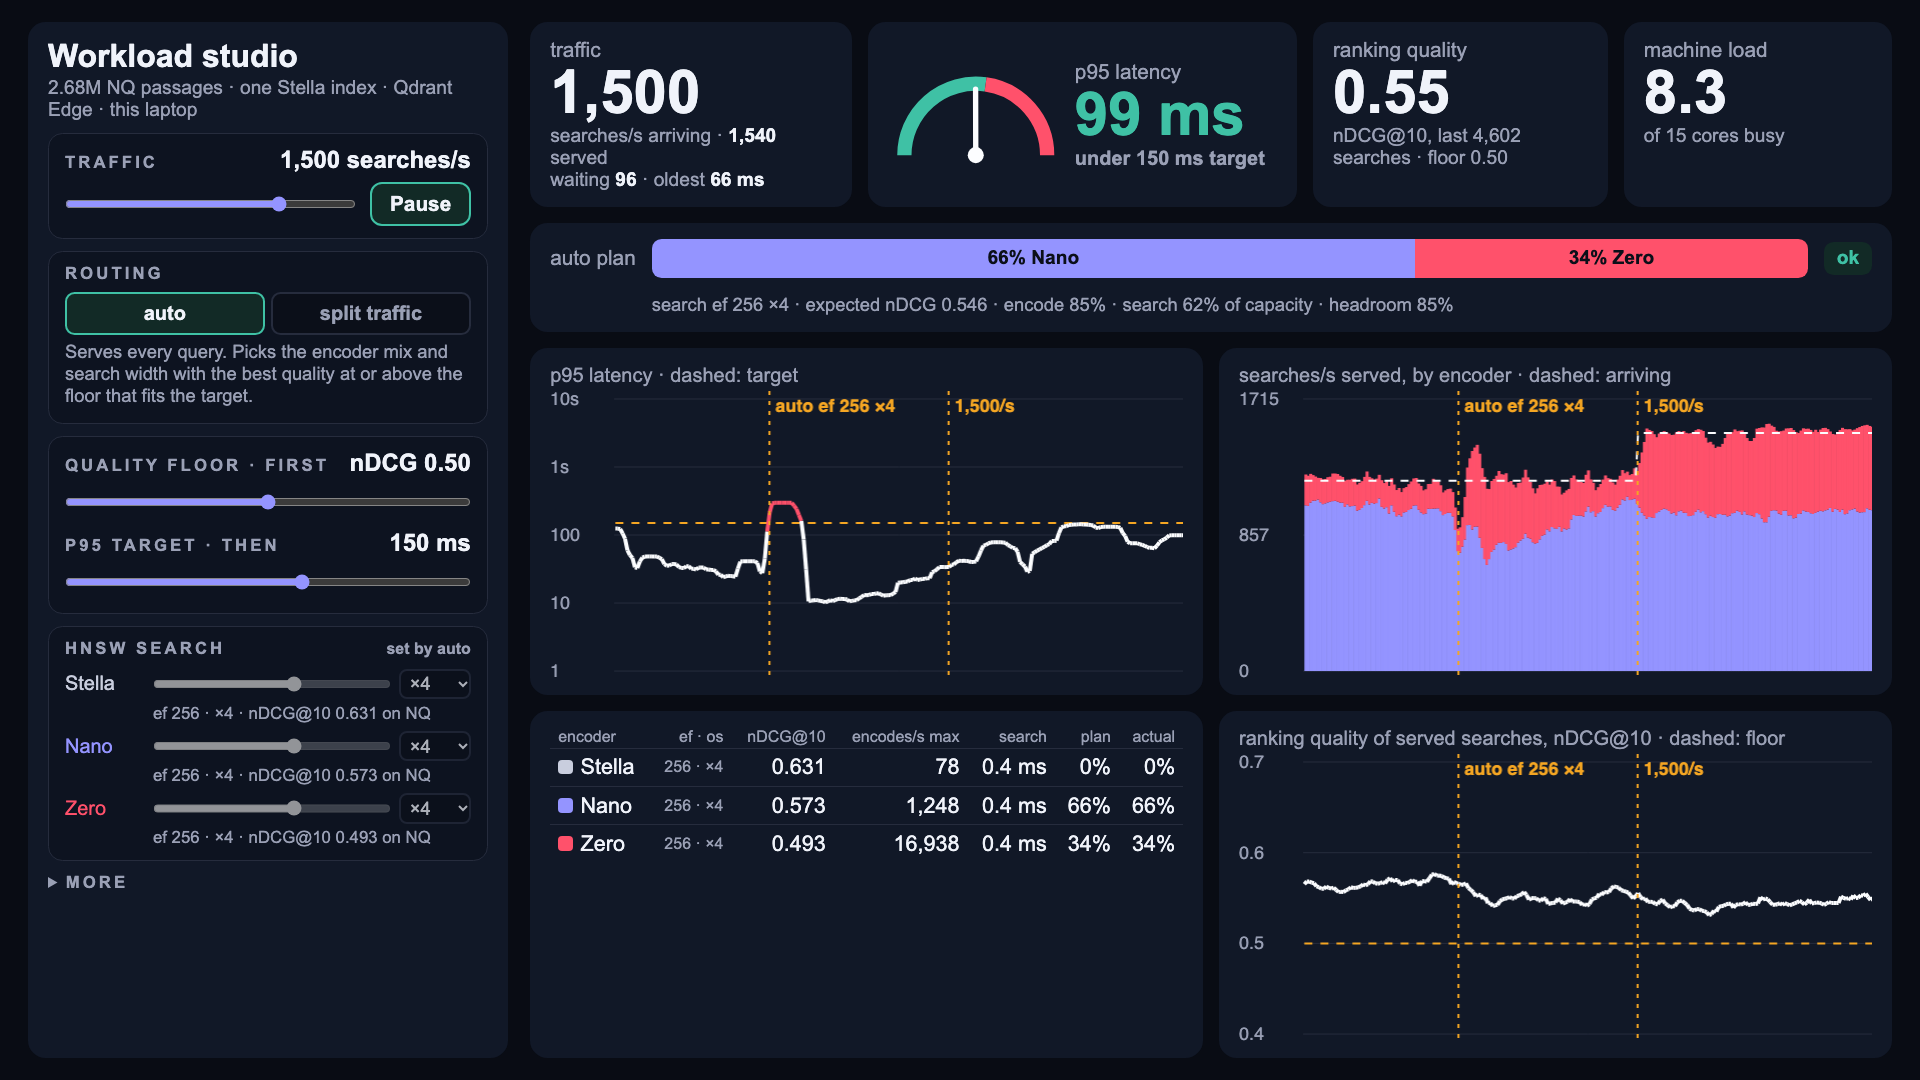 Workload studio
2.68M NQ passages · one Stella index · Qdrant
Edge · this laptop
TRAFFIC 1,500 searches/s
Pause
ROUTING
auto split traffic
Serves every query. Picks the encoder mix and
search width with the best quality at or above the
floor that fits the target.
QUALITY FLOOR · FIRST nDCG 0.50
P95 TARGET · THEN 150 ms
HNSW SEARCH set by auto
Stella ×4
ef 256 · ×4 · nDCG@10 0.631 on NQ
Nano ×4
ef 256 · ×4 · nDCG@10 0.573 on NQ
Zero ×4
ef 256 · ×4 · nDCG@10 0.493 on NQ
MORE
traffic
1,500
searches/s arriving · 1,540
served
waiting 96 · oldest 66 ms
p95 latency
99 ms
under 150 ms target
ranking quality
0.55
nDCG@10, last 4,602
searches · floor 0.50
machine load
8.3
of 15 cores busy
auto plan 66% Nano 34% Zero ok
search ef 256 ×4 · expected nDCG 0.546 · encode 85% · search 62% of capacity · headroom 85%
p95 latency · dashed: target
10s
auto ef 256 ×4 1,500/s
1s
100
10
1
searches/s served, by encoder · dashed: arriving
1715
auto ef 256 ×4 1,500/s
857
0
encoder ef · os nDCG@10 encodes/s max search plan actual
Stella 256 · ×4 0.631 78 0.4 ms 0% 0%
Nano 256 · ×4 0.573 1,248 0.4 ms 66% 66%
Zero 256 · ×4 0.493 16,938 0.4 ms 34% 34%
ranking quality of served searches, nDCG@10 · dashed: floor
0.7
auto ef 256 ×4 1,500/s
0.6
0.5
0.4